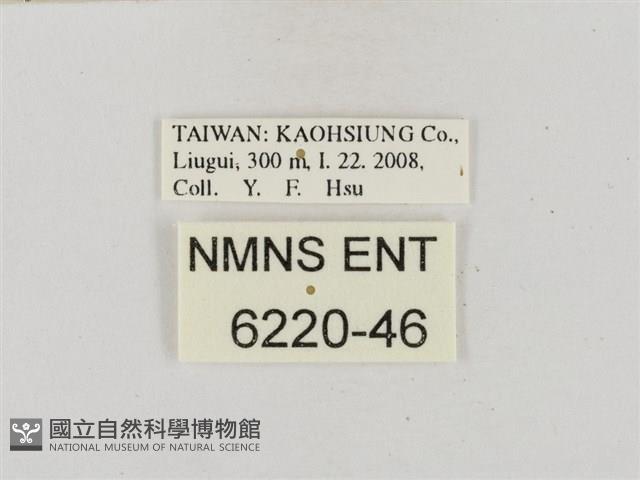 TAIWAN: KAOHSIUNG Co.,
Liugui, 300 m, I. 22. 2008,
Coll. Y. F. Hsu
NMNS ENT
6220-46
國立自然科學博物館
NATIONAL MUSEUM OF NATURAL SCIENCE